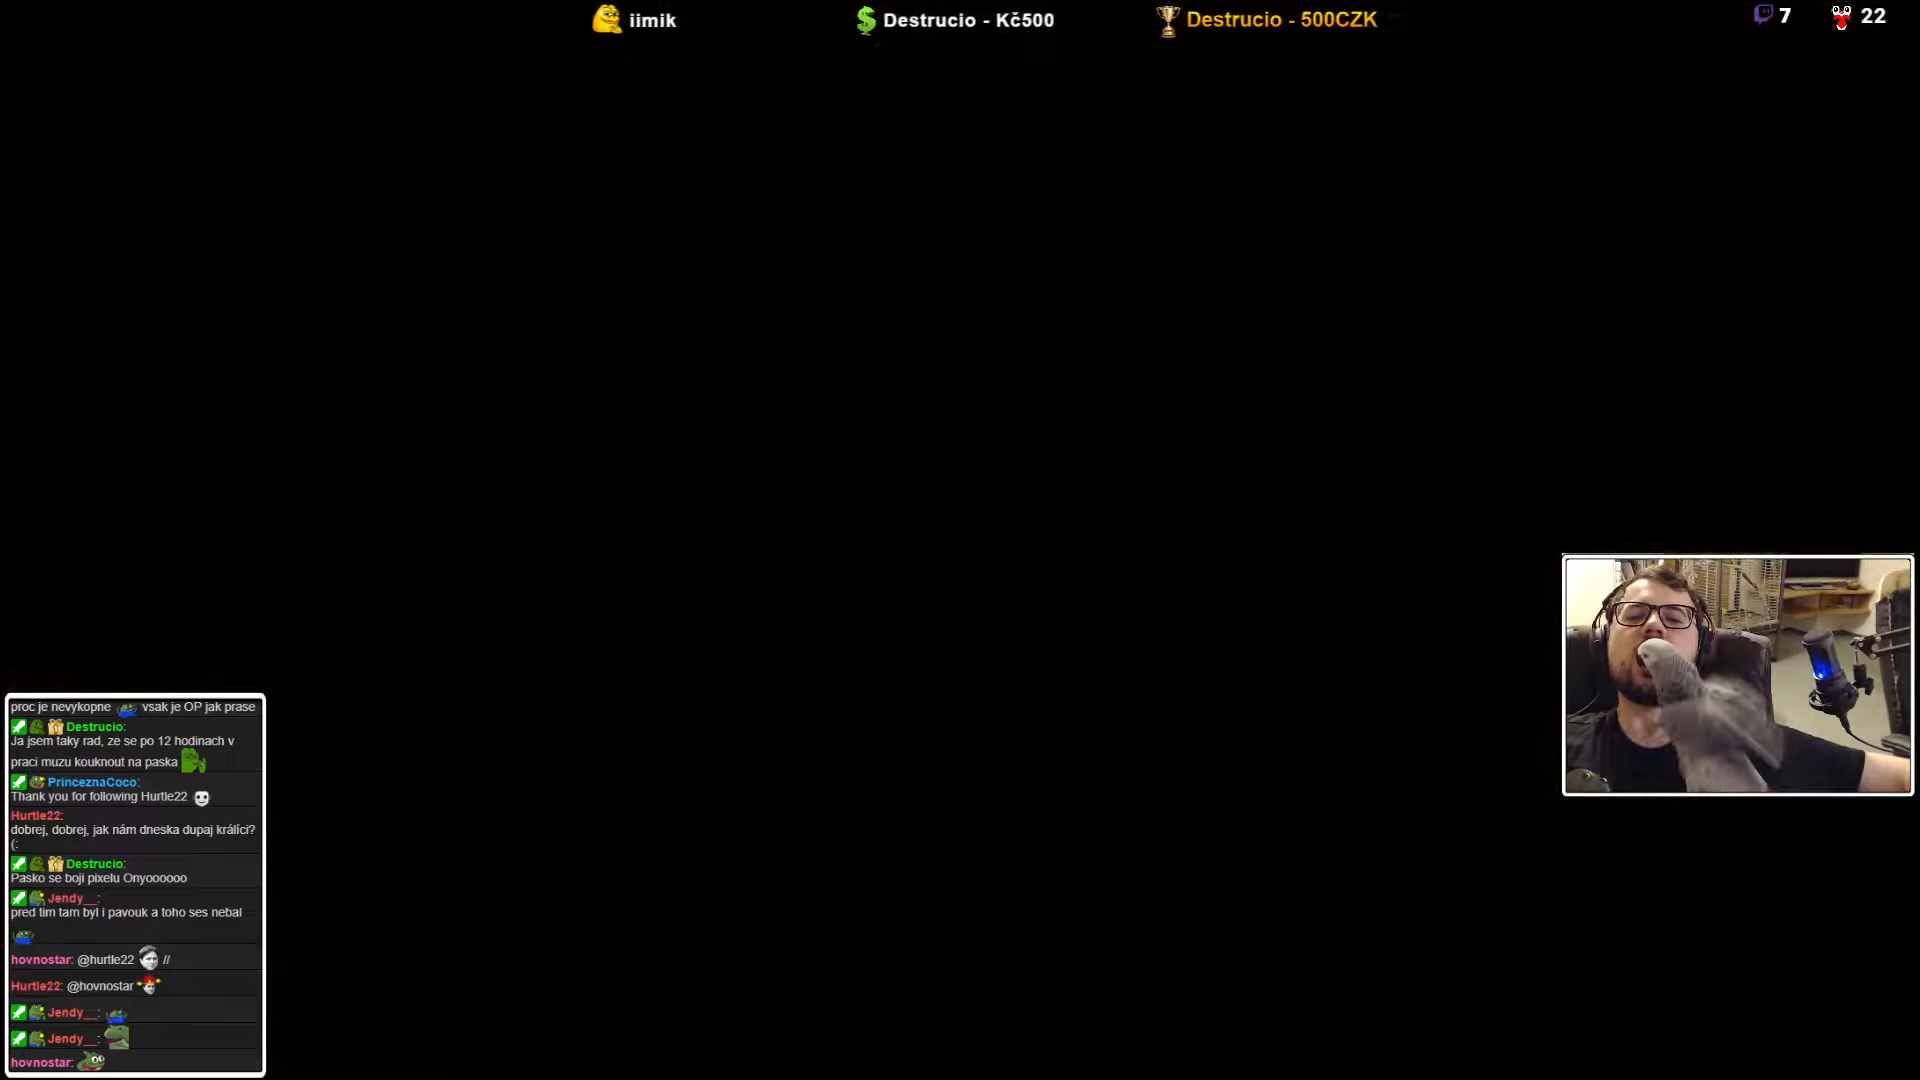 iimik
Destrucio - Kč500
Destrucio - 500CZK
7
22
proc je nevykopne vsak je OP jak prase
Destrucio:
Ja jsem taky rad, ze se po 12 hodinach v
praci muzu kouknout na paska
PrinceznaCoco:
Thank you for following Hurtle22
Hurtle22:
dobrej, dobrej, jak nám dneska dupaj králíci?
(:
Destrucio:
Pasko se boji pixelu Onyoooooo
Jendy__:
pred tim tam byl i pavouk a toho ses nebal
hovnostar: @hurtle22 //
Hurtle22: @hovnostar
Jendy__:
Jendy__:
hovnostar: